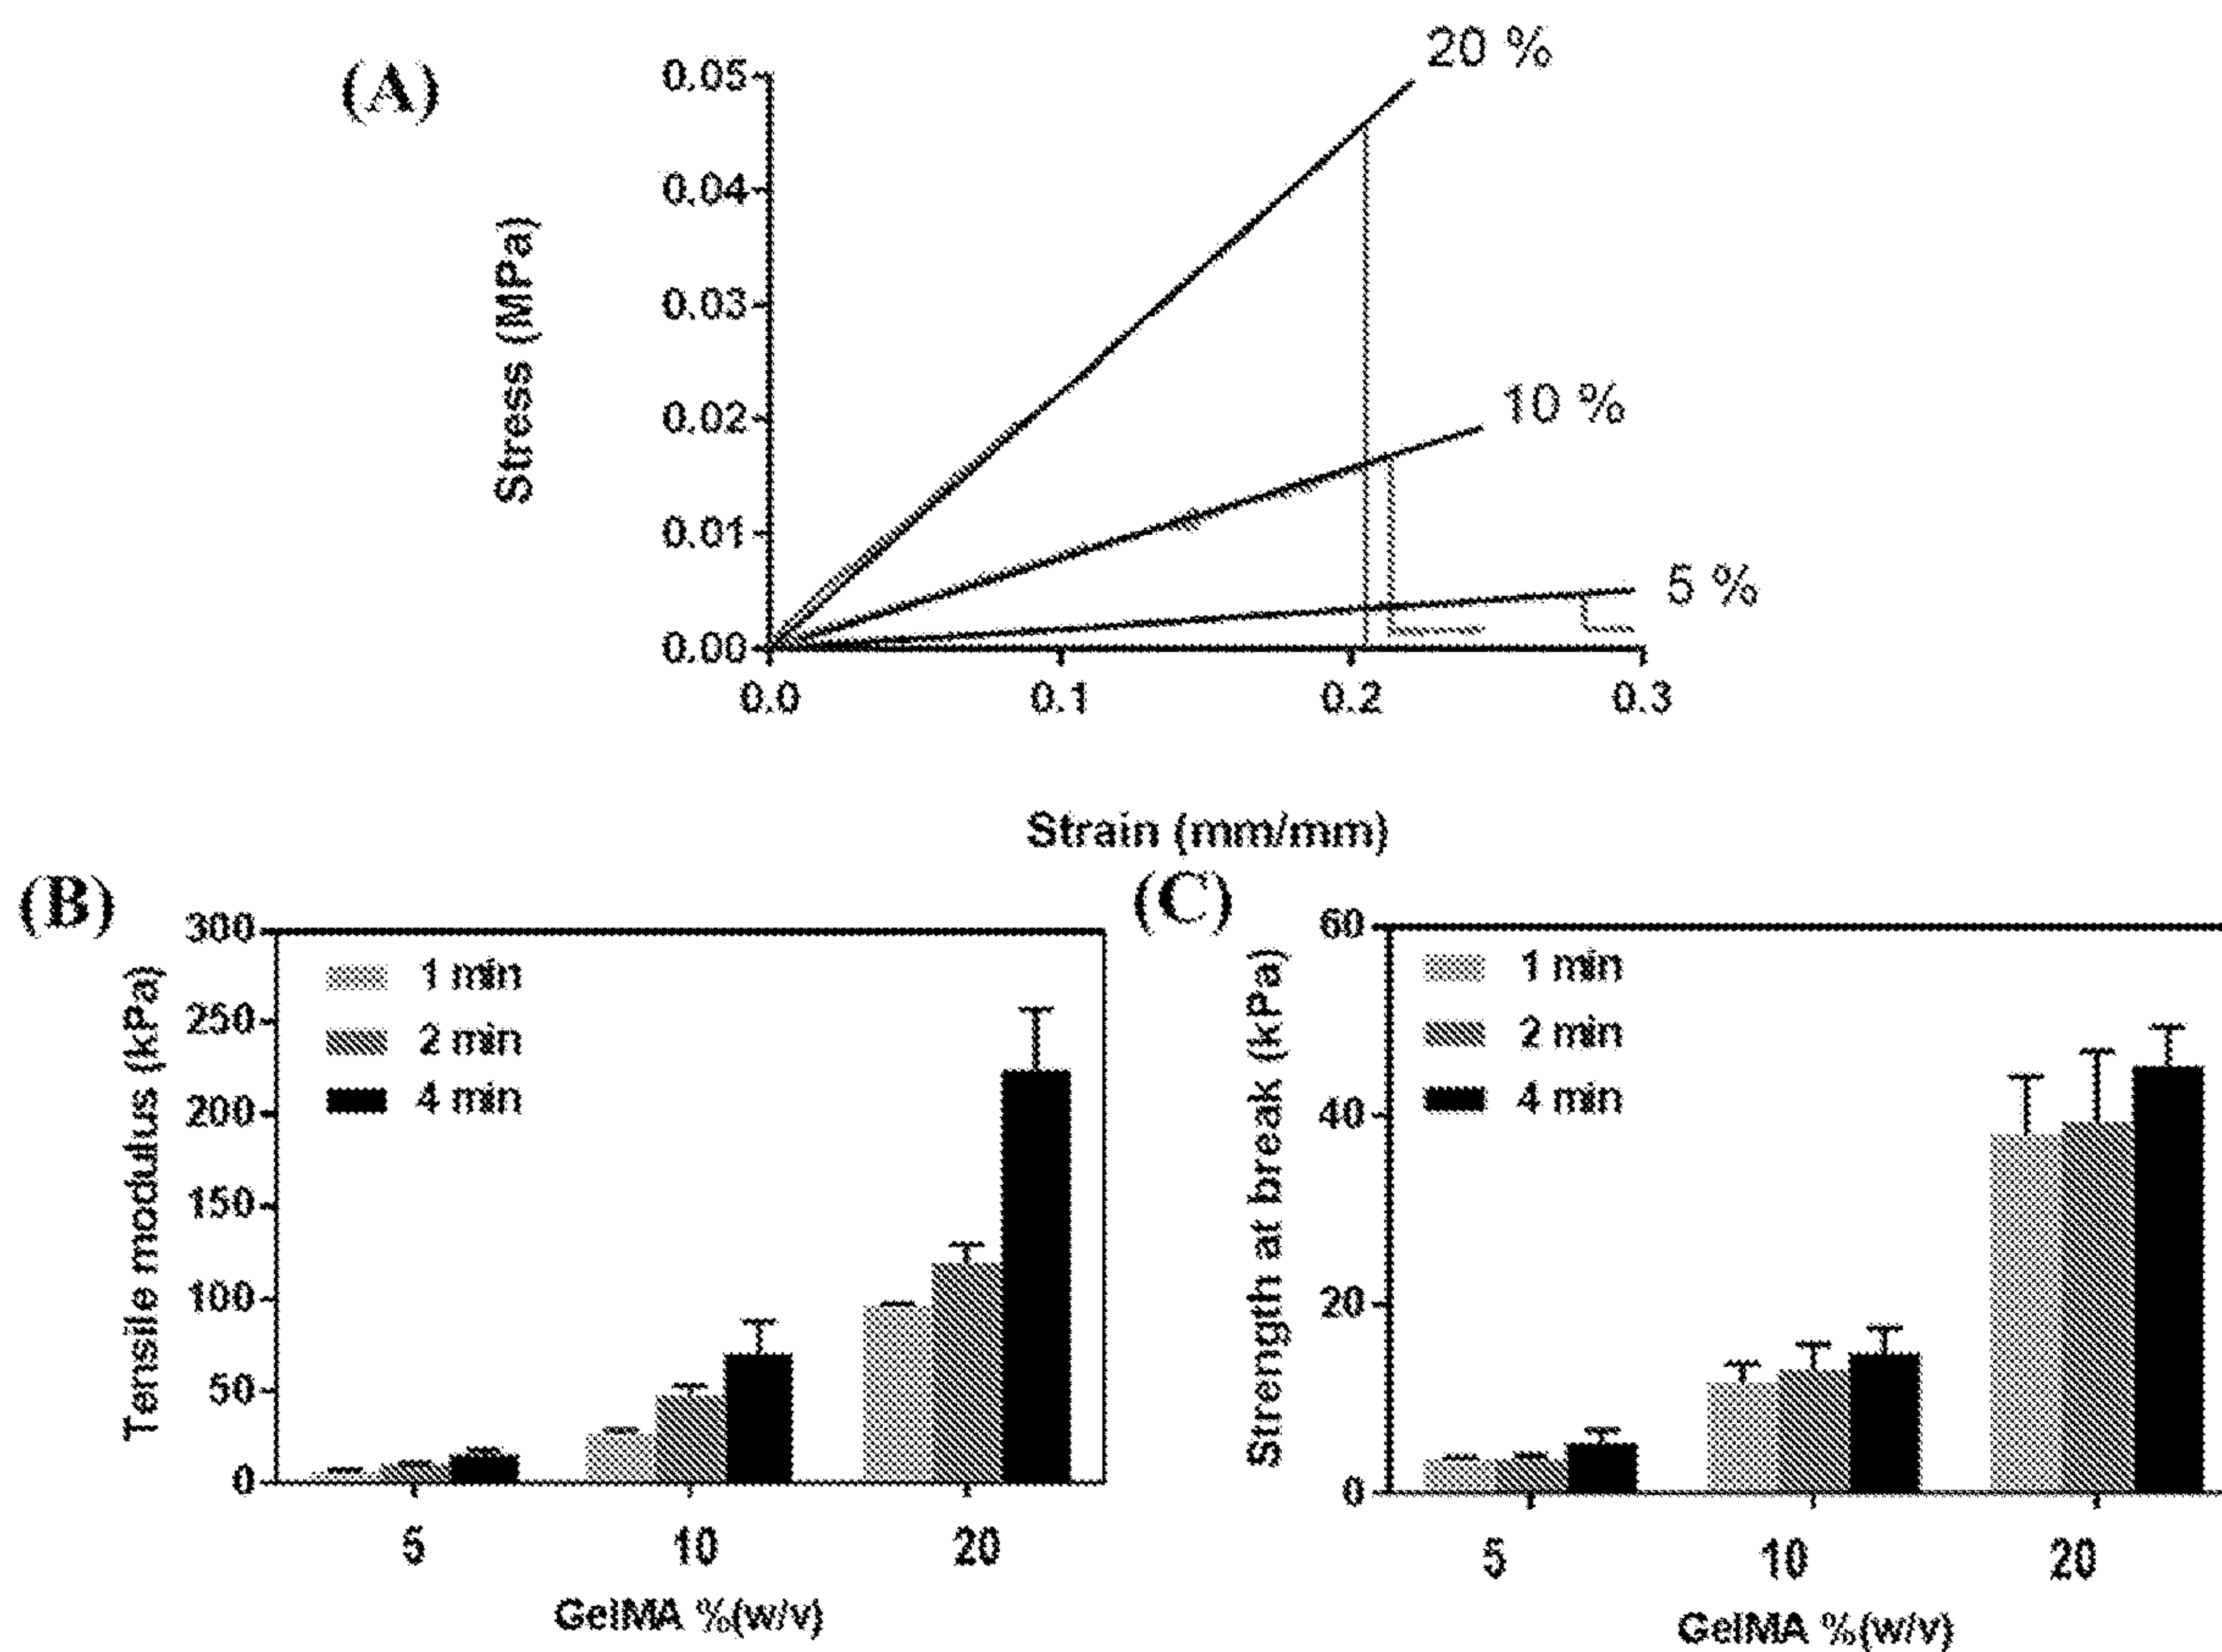 (A)
Stress (MPa)
0.05
0.04
0.03
0.02
0.01
0.00
20 %
10 %
5 %
0.0 0.1 0.2 0.3
Strain (mm/mm)
(B)
Tensile modulus (kPa)
300
250
200
150
100
50
0
1 min
2 min
4 min
5 10 20
GelMA %(w/v)
(C)
Strength at break (kPa)
60
40
20
0
1 min
2 min
4 min
5 10 20
GelMA %(w/v)